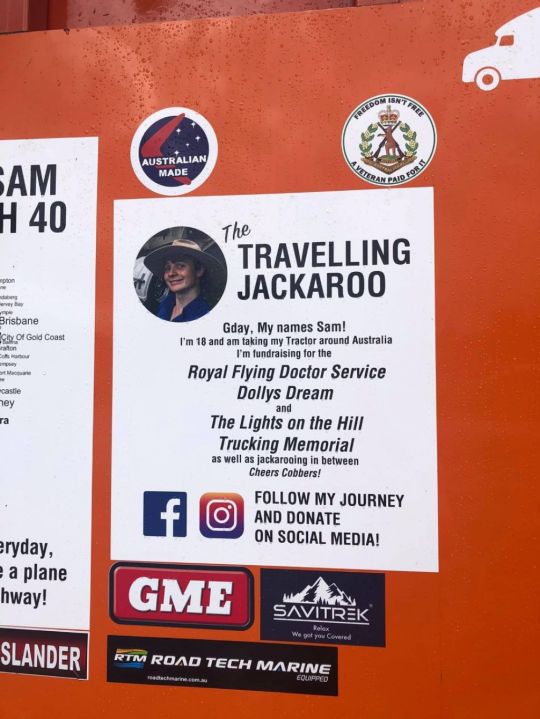 AUSTRALIAN
MADE
FREEDOM ISN'T FREE
A VETERAN PAID FOR IT
SAM
H 40
Brisbane
City Of Gold Coast
Coffs Harbour
ort Macquarie
castle
ney
ra
eryday,
e a plane
hway!
SLANDER
The
TRAVELLING
JACKAROO
Gday, My names Sam!
I'm 18 and am taking my Tractor around Australia
I'm fundraising for the
Royal Flying Doctor Service
Dollys Dream
and
The Lights on the Hill
Trucking Memorial
as well as jackarooing in between
Cheers Cobbers!
FOLLOW MY JOURNEY
AND DONATE
ON SOCIAL MEDIA!
GME
SAVITREK
Relax
We got you Covered
RTM ROAD TECH MARINE
EQUIPPED
roadtechmarine.com.au